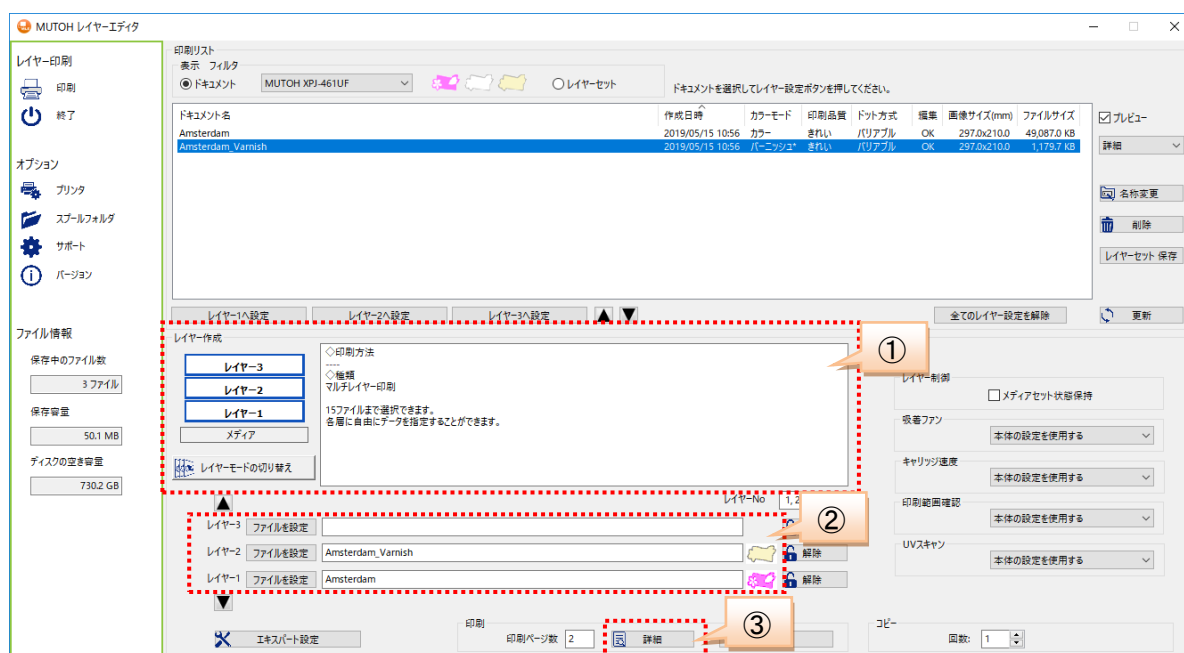 MUTOH レイヤーエディタ
レイヤー印刷
印刷
終了
オプション
プリンタ
スプールフォルダ
サポート
バージョン
ファイル情報
保存中のファイル数
3 ファイル
保存容量
50.1 MB
ディスクの空き容量
730.2 GB
印刷リスト
表示 フィルタ
ドキュメント MUTOH XPJ-461UF レイヤーセット ドキュメントを選択してレイヤー設定ボタンを押してください。
ドキュメント名 作成日時 カラーモード 印刷品質 ドット方式 編集 画像サイズ(mm) ファイルサイズ
Amsterdam 2019/05/15 10:56 カラー きれい バリアブル OK 297.0x210.0 49,087.0 KB
Amsterdam_Varnish 2019/05/15 10:56 バーニッシュ* きれい バリアブル OK 297.0x210.0 1,179.7 KB
プレビュー
詳細
名称変更
削除
レイヤーセット 保存
レイヤー1へ設定 レイヤー2へ設定 レイヤー3へ設定 ▲ ▼ 全てのレイヤー設定を解除 更新
レイヤー作成
レイヤー3
レイヤー2
レイヤー1
メディア
レイヤーモードの切り替え
◇印刷方法
----
◇種類
マルチレイヤー印刷
15ファイルまで選択できます。
各層に自由にデータを指定することができます。
①
レイヤー制御
メディアセット状態保持
吸着ファン
本体の設定を使用する
キャリッジ速度
本体の設定を使用する
印刷範囲確認
本体の設定を使用する
UVスキャン
本体の設定を使用する
▲ レイヤーNo 1, 2
レイヤー3 ファイルを設定
②
レイヤー2 ファイルを設定 Amsterdam_Varnish 解除
レイヤー1 ファイルを設定 Amsterdam 解除
▼
エキスパート設定
印刷
印刷ページ数 2 詳細
③
コピー
回数: 1